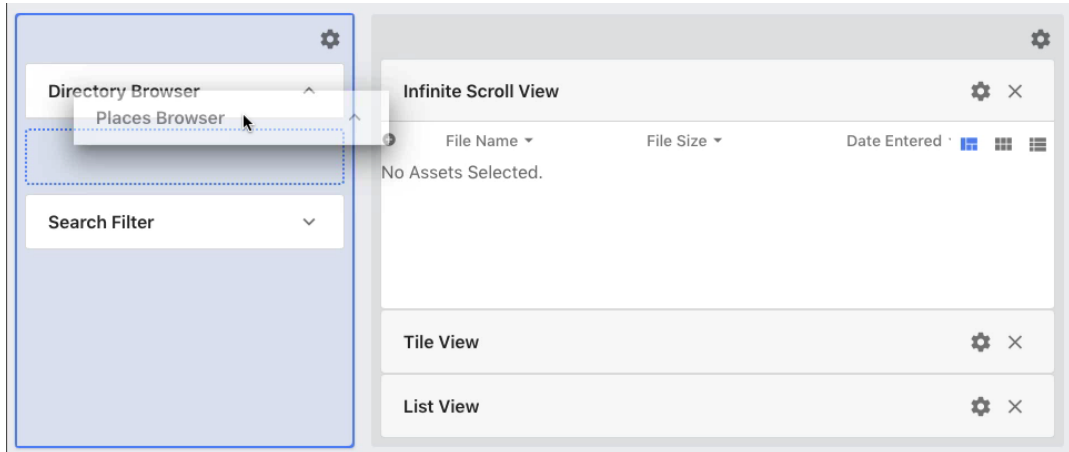 Directory Browser
Places Browser
Search Filter
Infinite Scroll View
File Name
File Size
Date Entered
No Assets Selected.
Tile View
List View